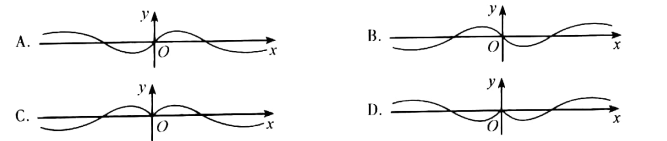 A. y O x
B. y O x
C. y O x
D. y O x